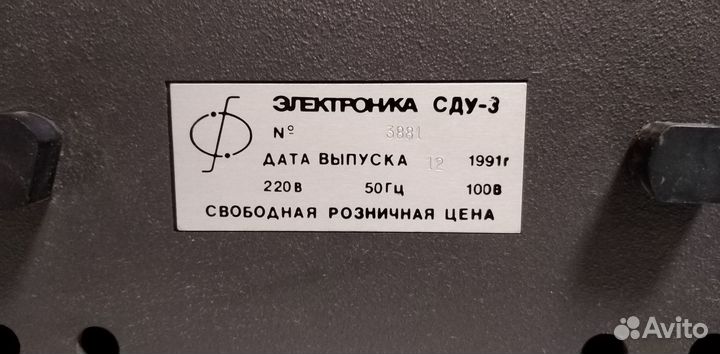 ЭЛЕКТРОНИКА СДУ-3
№ 3881
ДАТА ВЫПУСКА 12 1991г
220В 50ГЦ 100В
СВОБОДНАЯ РОЗНИЧНАЯ ЦЕНА
Avito